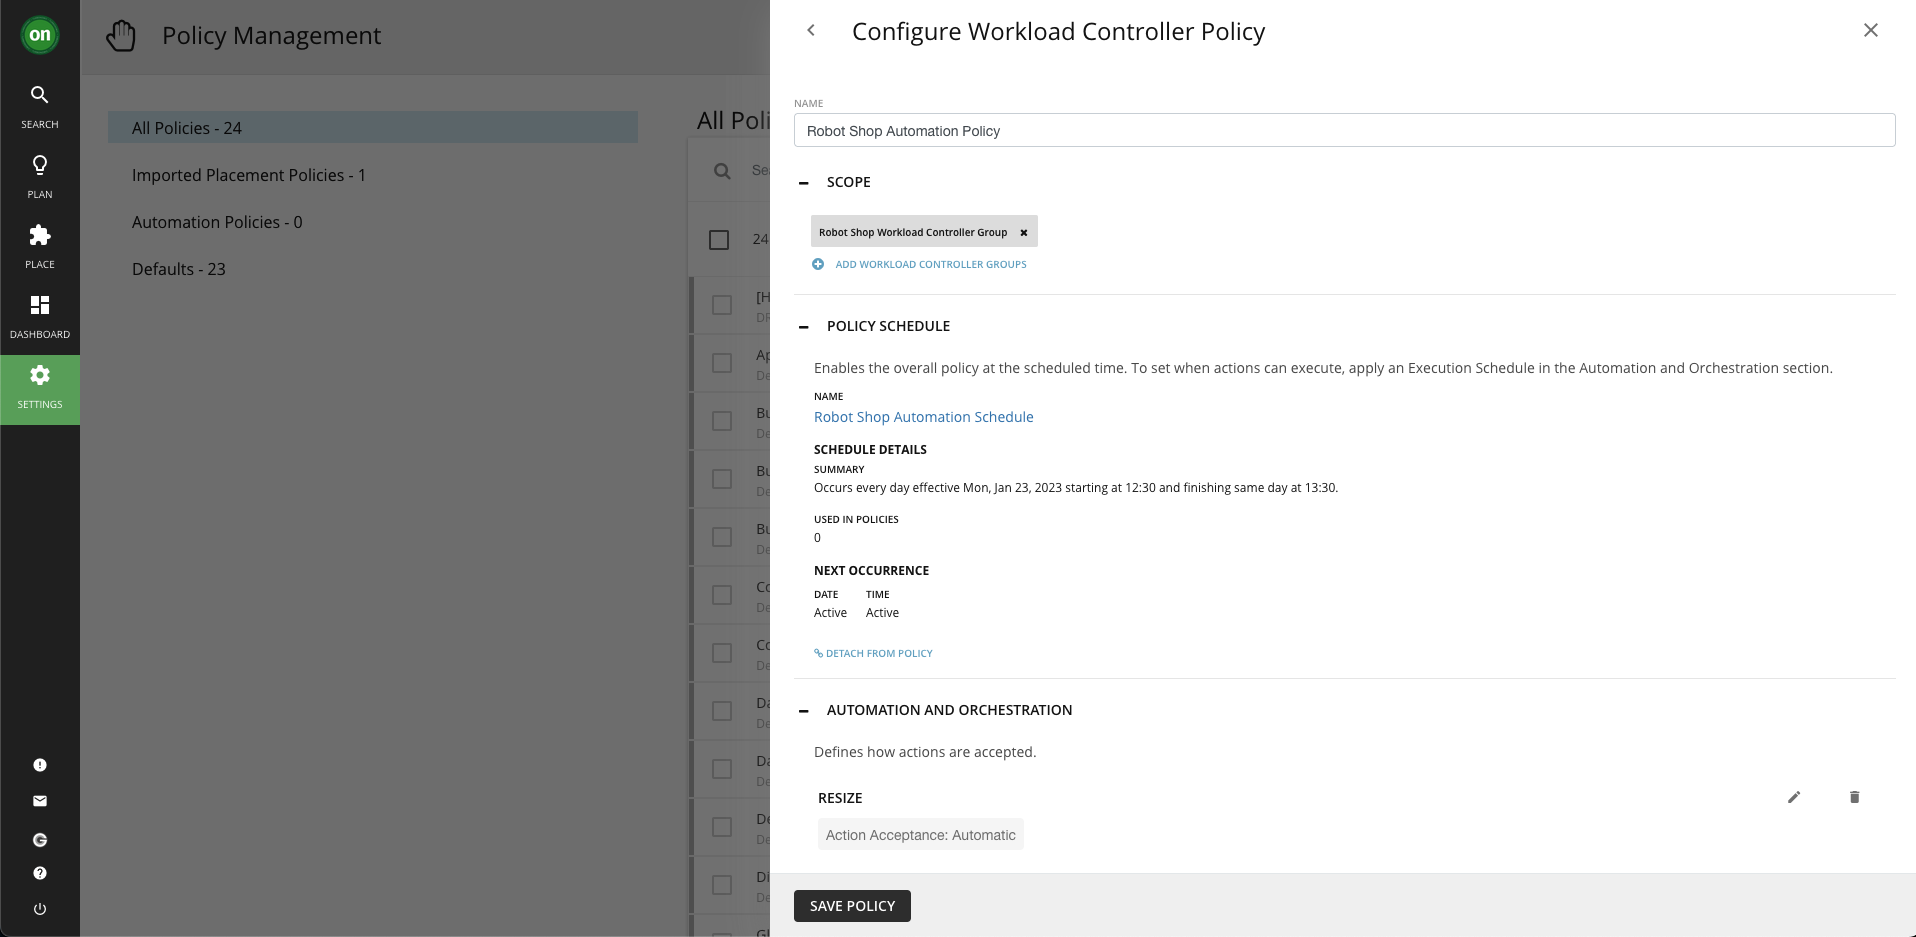 on
SEARCH
PLAN
PLACE
DASHBOARD
SETTINGS
Policy Management
All Policies - 24
Imported Placement Policies - 1
Automation Policies - 0
Defaults - 23
All Poli
Se
24
[H
Ap
De
Bu
De
Bu
De
Bu
De
Co
De
Co
De
Da
De
Da
De
De
De
Di
De
Configure Workload Controller Policy
NAME
Robot Shop Automation Policy
SCOPE
Robot Shop Workload Controller Group
ADD WORKLOAD CONTROLLER GROUPS
POLICY SCHEDULE
Enables the overall policy at the scheduled time. To set when actions can execute, apply an Execution Schedule in the Automation and Orchestration section.
NAME
Robot Shop Automation Schedule
SCHEDULE DETAILS
SUMMARY
Occurs every day effective Mon, Jan 23, 2023 starting at 12:30 and finishing same day at 13:30.
USED IN POLICIES
0
NEXT OCCURRENCE
DATE TIME
Active Active
DETACH FROM POLICY
AUTOMATION AND ORCHESTRATION
Defines how actions are accepted.
RESIZE
Action Acceptance: Automatic
SAVE POLICY